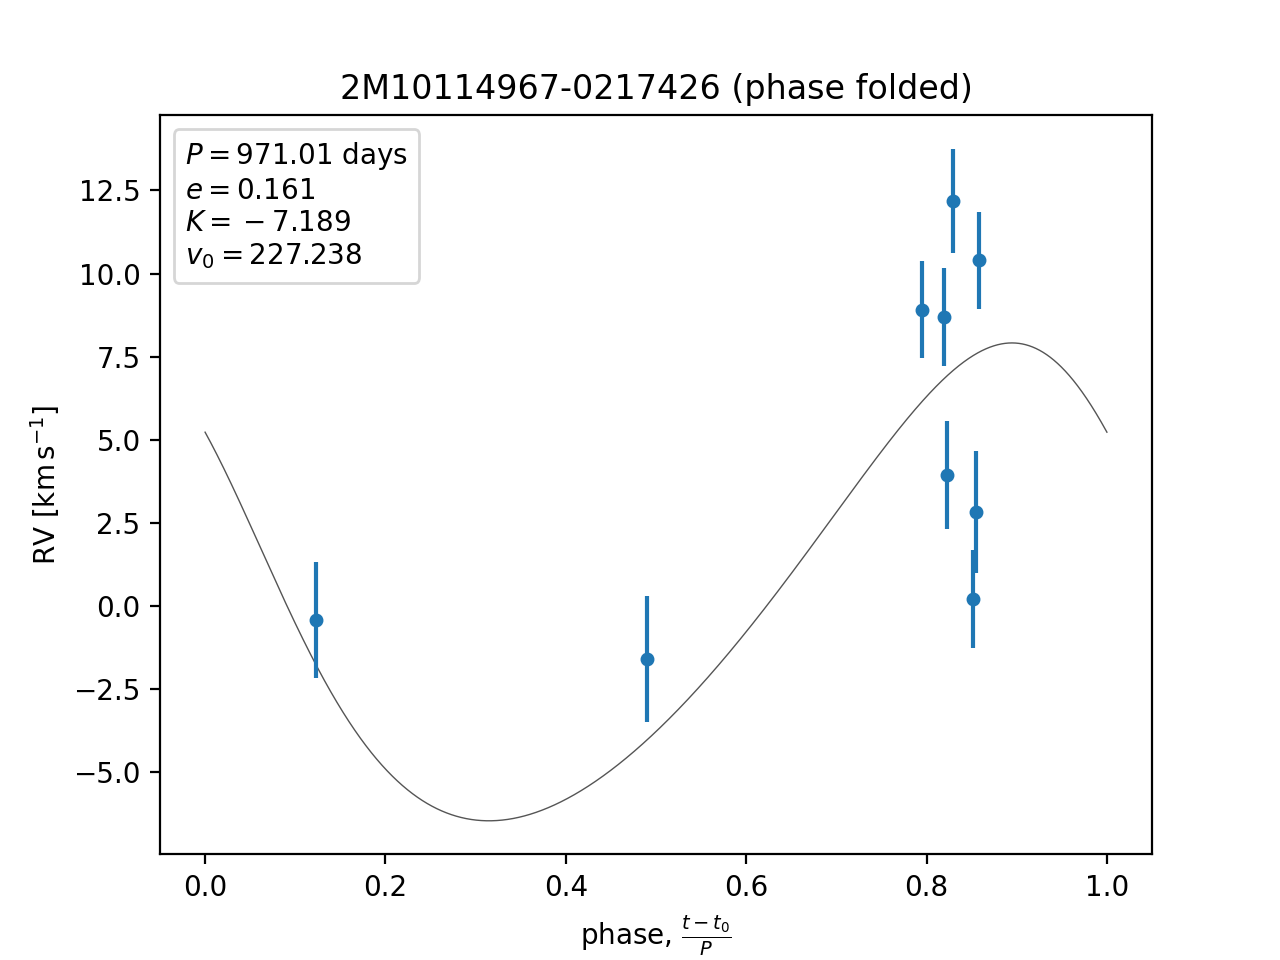 2M10114967-0217426 (phase folded)
P = 971.01 days
e = 0.161
K = −7.189
v₀ = 227.238
12.5
10.0
7.5
5.0
2.5
0.0
−2.5
−5.0
RV [km s⁻¹]
0.0 0.2 0.4 0.6 0.8 1.0
phase, (t − t₀)/P